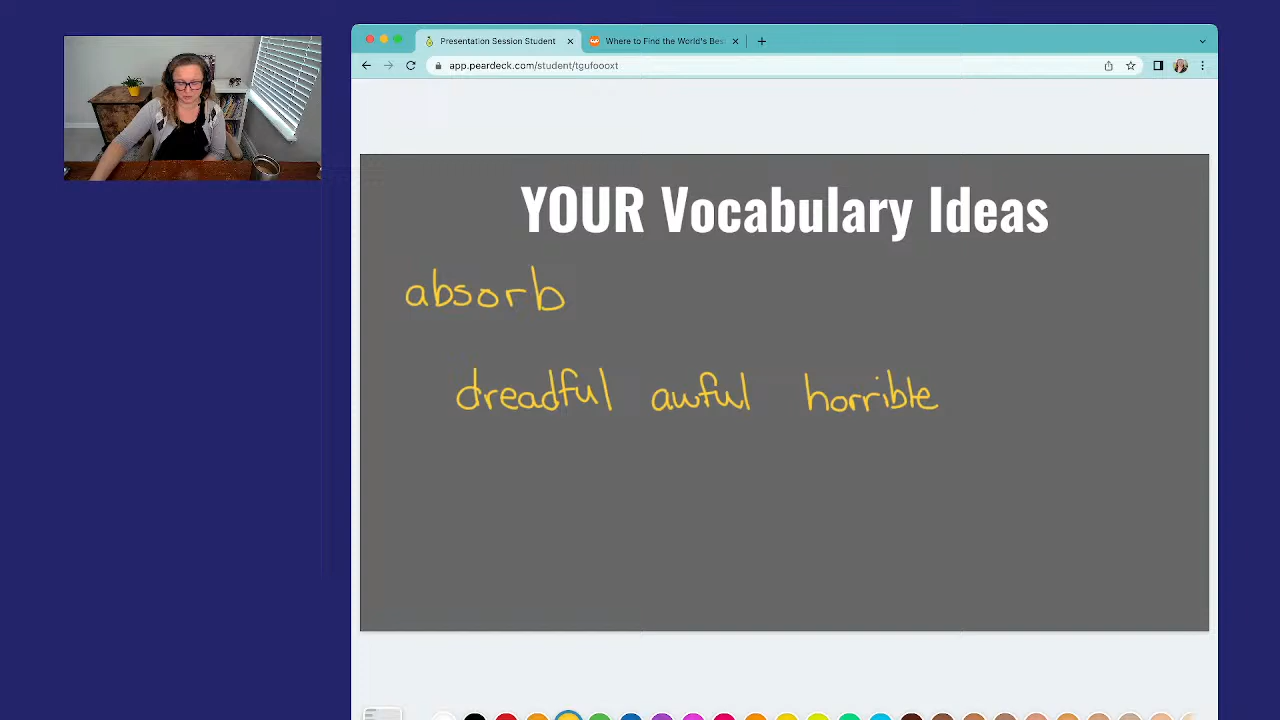 Presentation Session Student
Where to Find the World's Bes
app.peardeck.com/student/tgufoooxt
YOUR Vocabulary Ideas
absorb
dreadful awful horrible